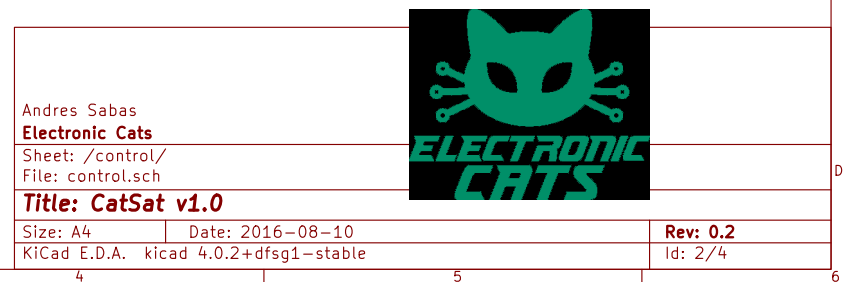 Andres Sabas
Electronic Cats
Sheet: /control/
File: control.sch
Title: CatSat v1.0
Size: A4 Date: 2016-08-10 Rev: 0.2
KiCad E.D.A. kicad 4.0.2+dfsg1-stable Id: 2/4
ELECTRONIC
CATS
D
4 5 6